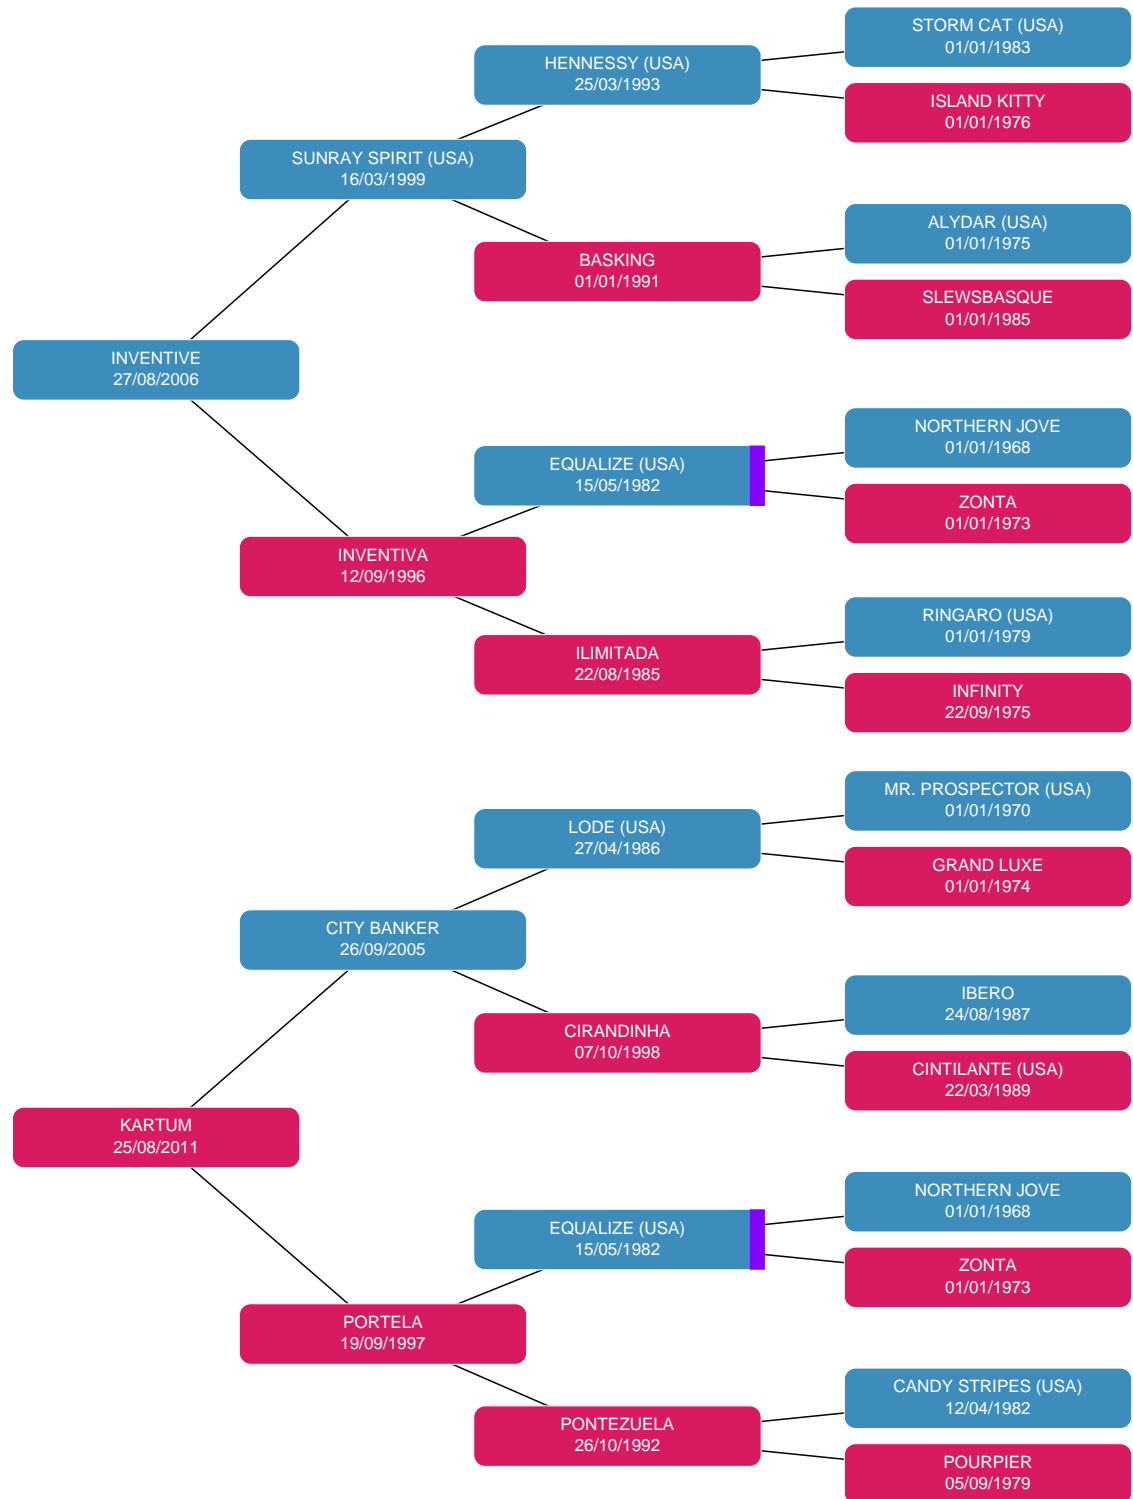 STORM CAT (USA)
01/01/1983
HENNESSY (USA)
25/03/1993
ISLAND KITTY
01/01/1976
SUNRAY SPIRIT (USA)
16/03/1999
ALYDAR (USA)
01/01/1975
BASKING
01/01/1991
SLEWSBASQUE
01/01/1985
INVENTIVE
27/08/2006
NORTHERN JOVE
01/01/1968
EQUALIZE (USA)
15/05/1982
ZONTA
01/01/1973
INVENTIVA
12/09/1996
RINGARO (USA)
01/01/1979
ILIMITADA
22/08/1985
INFINITY
22/09/1975
MR. PROSPECTOR (USA)
01/01/1970
LODE (USA)
27/04/1986
GRAND LUXE
01/01/1974
CITY BANKER
26/09/2005
IBERO
24/08/1987
CIRANDINHA
07/10/1998
CINTILANTE (USA)
22/03/1989
KARTUM
25/08/2011
NORTHERN JOVE
01/01/1968
EQUALIZE (USA)
15/05/1982
ZONTA
01/01/1973
PORTELA
19/09/1997
CANDY STRIPES (USA)
12/04/1982
PONTEZUELA
26/10/1992
POURPIER
05/09/1979